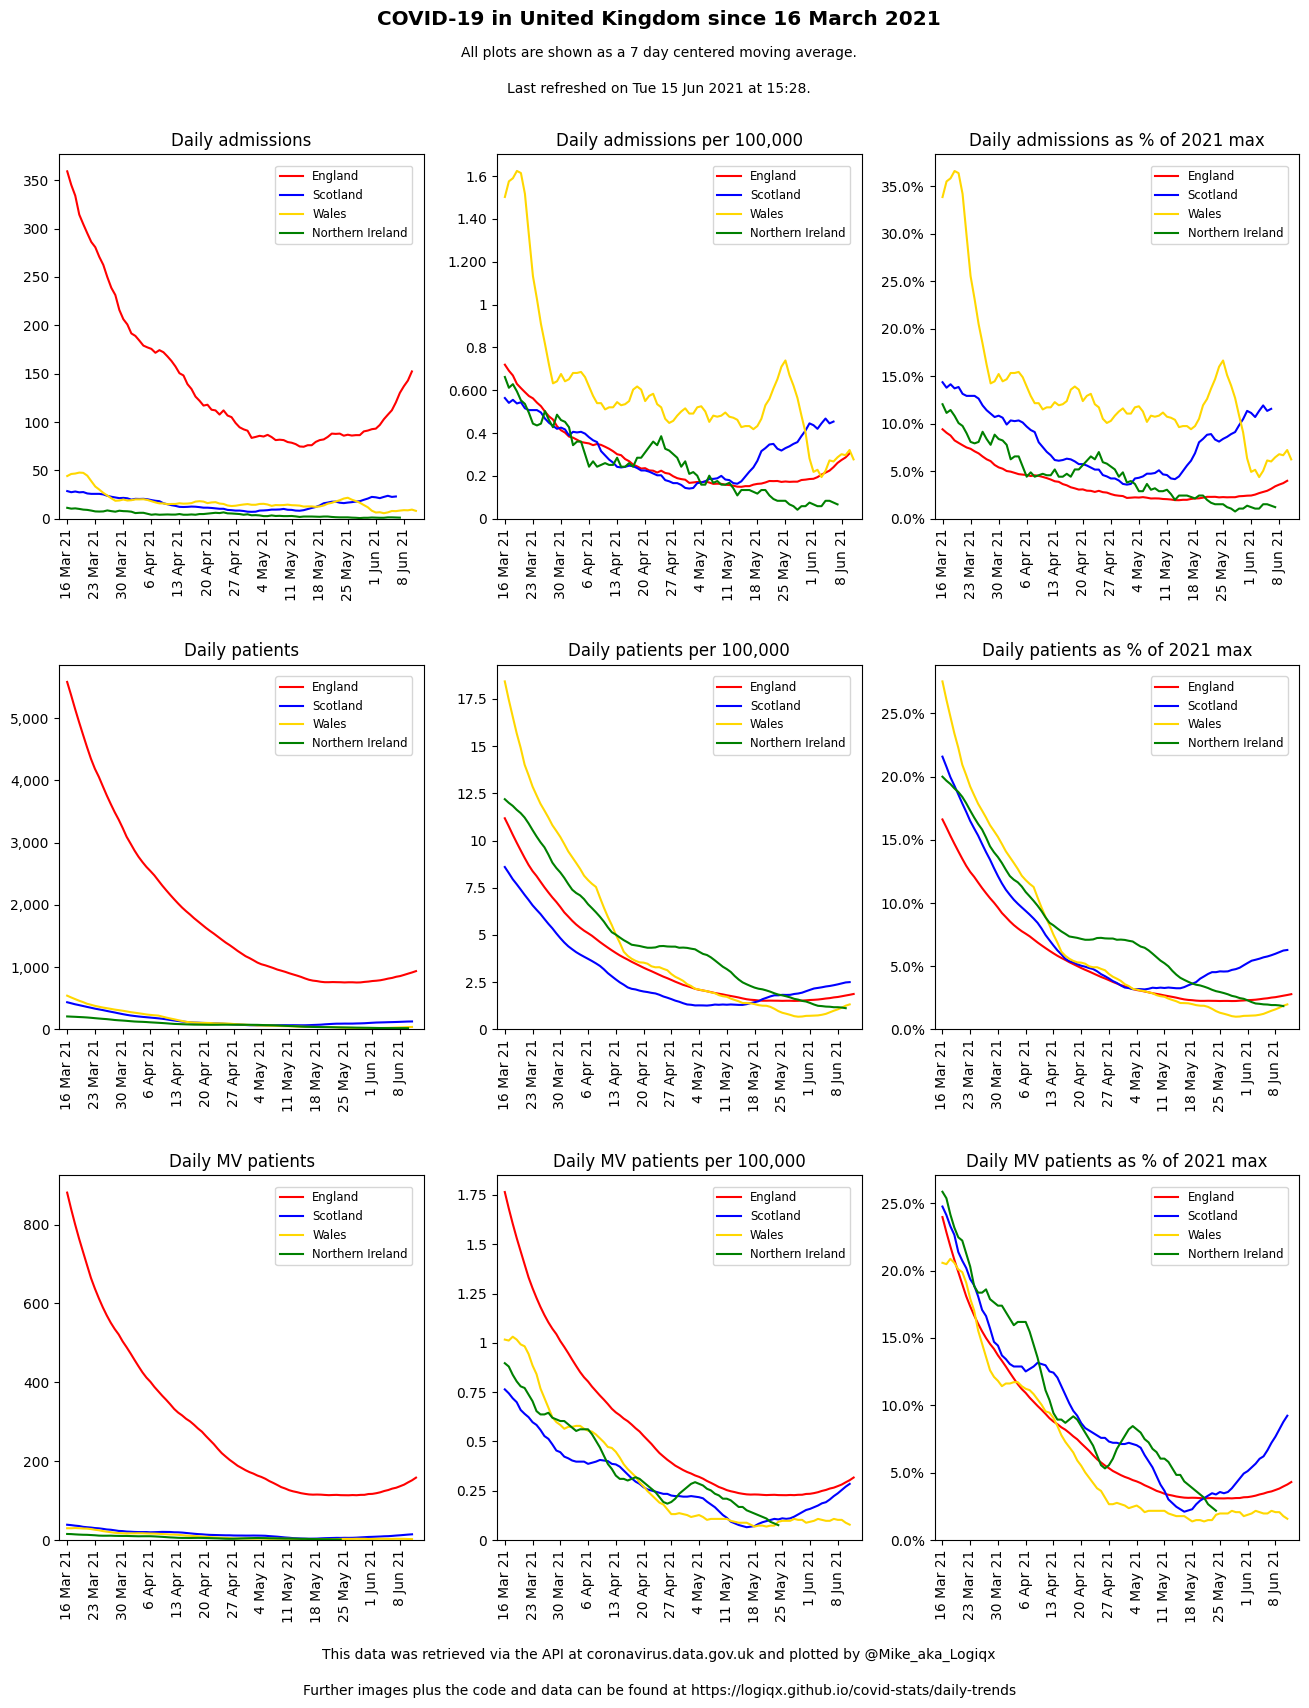 COVID-19 in United Kingdom since 16 March 2021
All plots are shown as a 7 day centered moving average.
Last refreshed on Tue 15 Jun 2021 at 15:28.
Daily admissions
350
300
250
200
150
100
50
0
England
Scotland
Wales
Northern Ireland
16 Mar 21
23 Mar 21
30 Mar 21
6 Apr 21
13 Apr 21
20 Apr 21
27 Apr 21
4 May 21
11 May 21
18 May 21
25 May 21
1 Jun 21
8 Jun 21
Daily admissions per 100,000
1.6
1.40
1.200
1
0.8
0.600
0.4
0.2
0
England
Scotland
Wales
Northern Ireland
16 Mar 21
23 Mar 21
30 Mar 21
6 Apr 21
13 Apr 21
20 Apr 21
27 Apr 21
4 May 21
11 May 21
18 May 21
25 May 21
1 Jun 21
8 Jun 21
Daily admissions as % of 2021 max
35.0%
30.0%
25.0%
20.0%
15.0%
10.0%
5.0%
0.0%
England
Scotland
Wales
Northern Ireland
16 Mar 21
23 Mar 21
30 Mar 21
6 Apr 21
13 Apr 21
20 Apr 21
27 Apr 21
4 May 21
11 May 21
18 May 21
25 May 21
1 Jun 21
8 Jun 21
Daily patients
5,000
4,000
3,000
2,000
1,000
0
England
Scotland
Wales
Northern Ireland
16 Mar 21
23 Mar 21
30 Mar 21
6 Apr 21
13 Apr 21
20 Apr 21
27 Apr 21
4 May 21
11 May 21
18 May 21
25 May 21
1 Jun 21
8 Jun 21
Daily patients per 100,000
17.5
15
12.5
10
7.5
5
2.5
0
England
Scotland
Wales
Northern Ireland
16 Mar 21
23 Mar 21
30 Mar 21
6 Apr 21
13 Apr 21
20 Apr 21
27 Apr 21
4 May 21
11 May 21
18 May 21
25 May 21
1 Jun 21
8 Jun 21
Daily patients as % of 2021 max
25.0%
20.0%
15.0%
10.0%
5.0%
0.0%
England
Scotland
Wales
Northern Ireland
16 Mar 21
23 Mar 21
30 Mar 21
6 Apr 21
13 Apr 21
20 Apr 21
27 Apr 21
4 May 21
11 May 21
18 May 21
25 May 21
1 Jun 21
8 Jun 21
Daily MV patients
800
600
400
200
0
England
Scotland
Wales
Northern Ireland
16 Mar 21
23 Mar 21
30 Mar 21
6 Apr 21
13 Apr 21
20 Apr 21
27 Apr 21
4 May 21
11 May 21
18 May 21
25 May 21
1 Jun 21
8 Jun 21
Daily MV patients per 100,000
1.75
1.5
1.25
1
0.75
0.5
0.25
0
England
Scotland
Wales
Northern Ireland
16 Mar 21
23 Mar 21
30 Mar 21
6 Apr 21
13 Apr 21
20 Apr 21
27 Apr 21
4 May 21
11 May 21
18 May 21
25 May 21
1 Jun 21
8 Jun 21
Daily MV patients as % of 2021 max
25.0%
20.0%
15.0%
10.0%
5.0%
0.0%
England
Scotland
Wales
Northern Ireland
16 Mar 21
23 Mar 21
30 Mar 21
6 Apr 21
13 Apr 21
20 Apr 21
27 Apr 21
4 May 21
11 May 21
18 May 21
25 May 21
1 Jun 21
8 Jun 21
This data was retrieved via the API at coronavirus.data.gov.uk and plotted by @Mike_aka_Logiqx
Further images plus the code and data can be found at https://logiqx.github.io/covid-stats/daily-trends